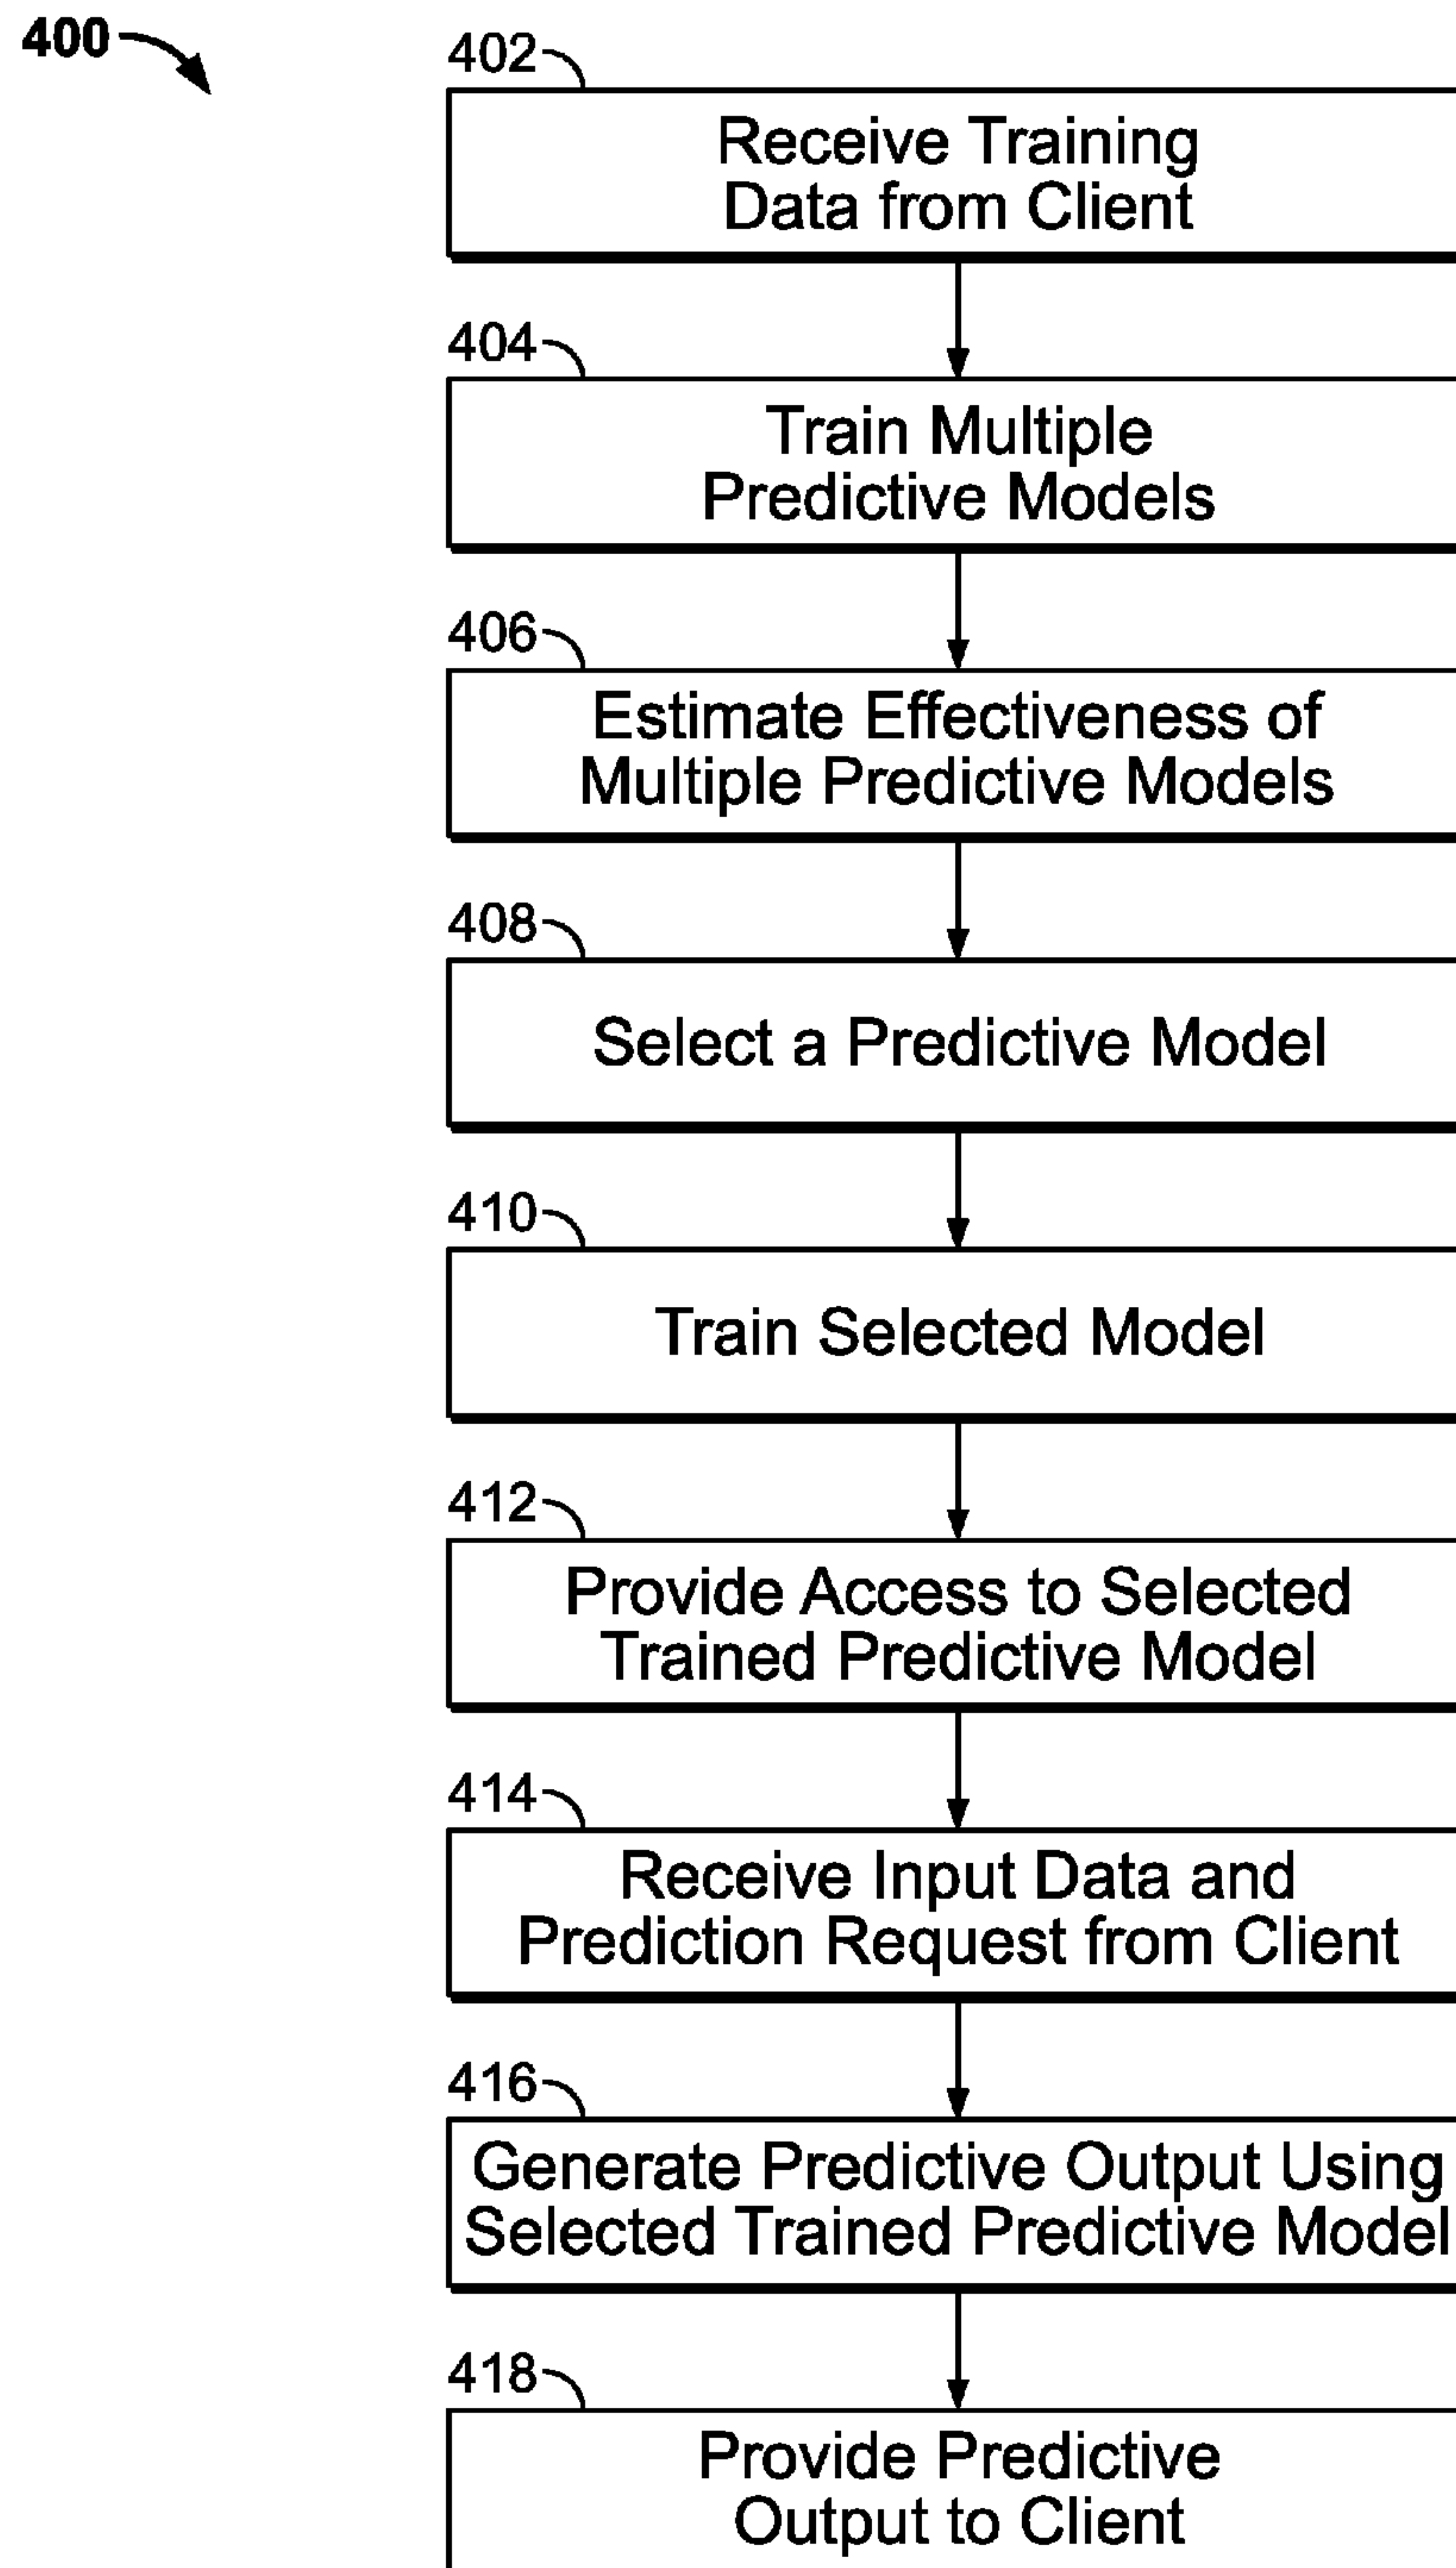 400
402
Receive Training
Data from Client
404
Train Multiple
Predictive Models
406
Estimate Effectiveness of
Multiple Predictive Models
408
Select a Predictive Model
410
Train Selected Model
412
Provide Access to Selected
Trained Predictive Model
414
Receive Input Data and
Prediction Request from Client
416
Generate Predictive Output Using
Selected Trained Predictive Model
418
Provide Predictive
Output to Client